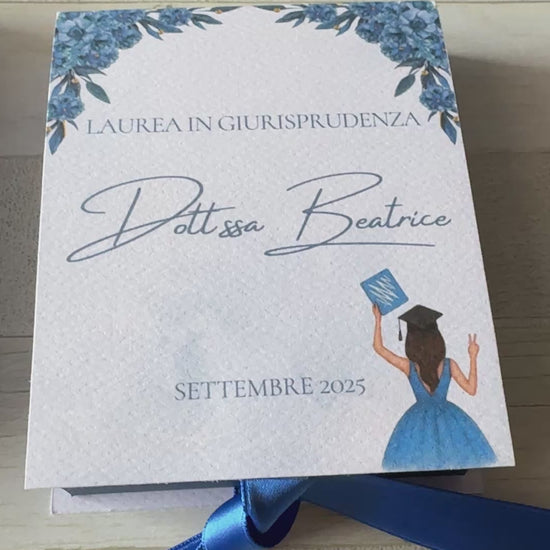 LAUREA IN GIURISPRUDENZA
Dott ssa Beatrice
SETTEMBRE 2025